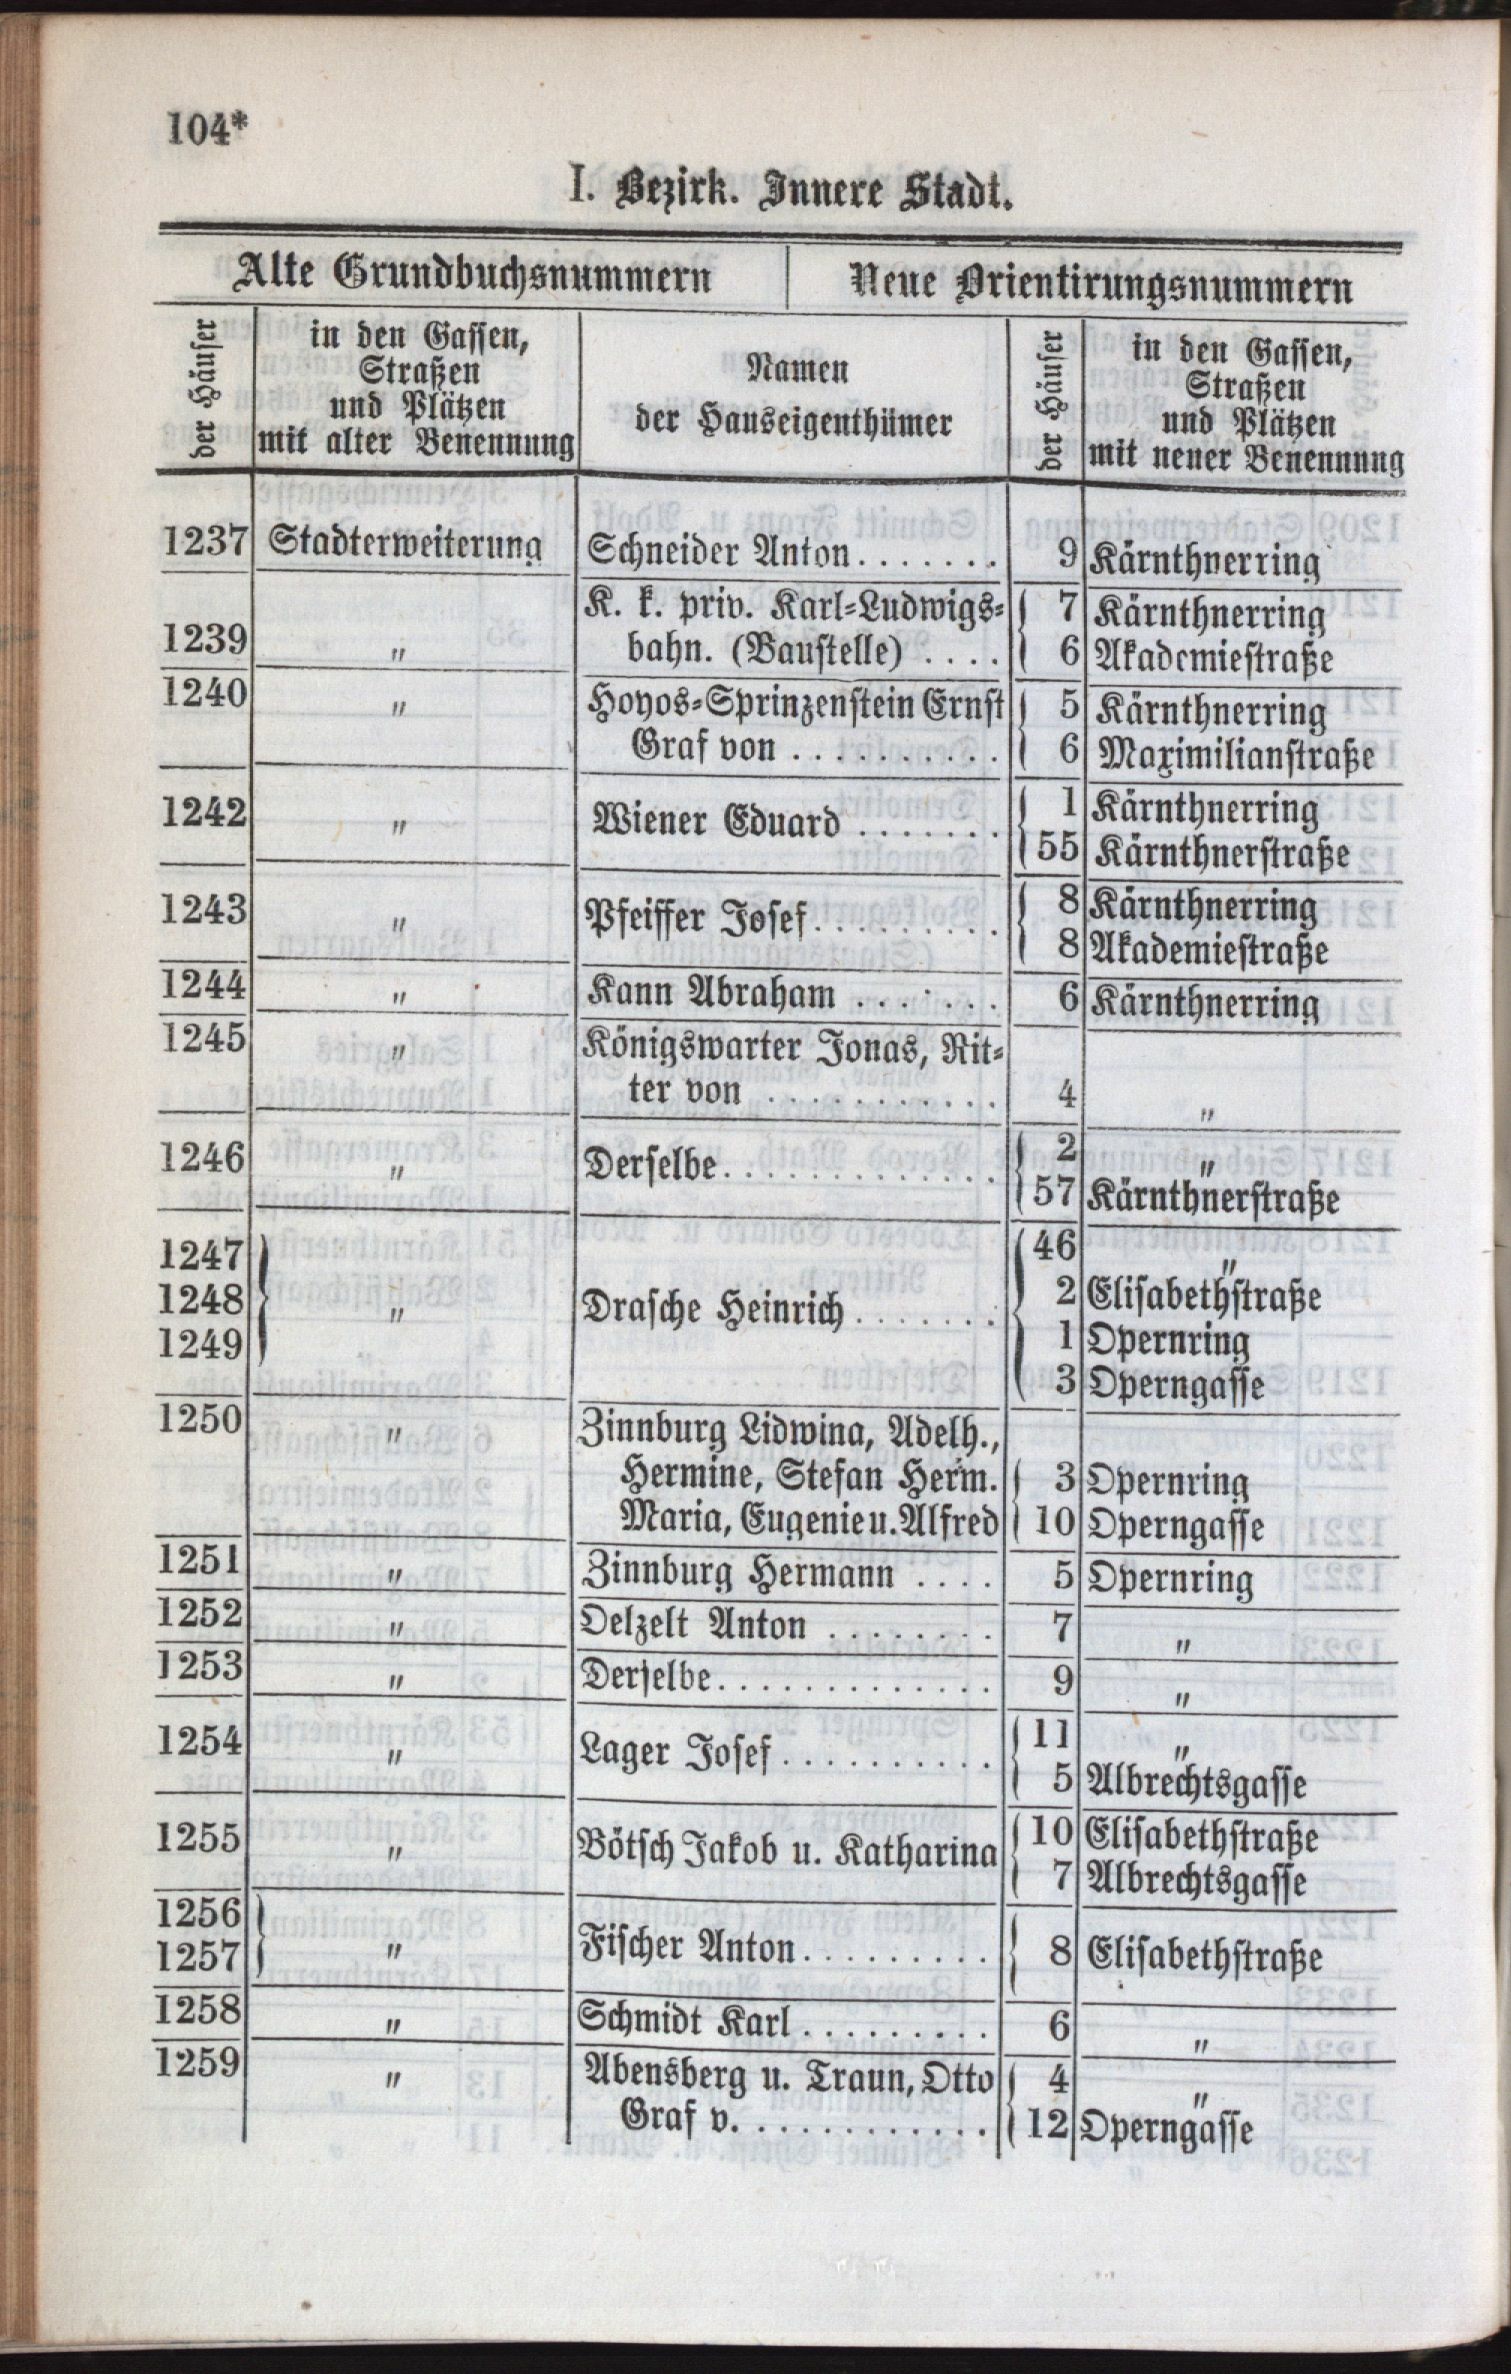 104*
I. Bezirk. Innere Stadt.
Alte Grundbuchsnummern Neue Orientirungsnummern
der Häuser
in den Gassen,
Straßen
und Plätzen
mit alter Benennung
Namen
der Hauseigenthümer
der Häuser
in den Gassen,
Straßen
und Plätzen
mit neuer Benennung
1237 Stadterweiterung Schneider Anton....... 9 Kärnthnerring
K. k. priv. Karl-Ludwigs- 7 Kärnthnerring
1239 " bahn. (Baustelle) .... 6 Akademiestraße
1240 " Hoyos-Sprinzenstein Ernst 5 Kärnthnerring
Graf von .......... 6 Maximilianstraße
1242 " Wiener Eduard ....... 1 Kärnthnerring
55 Kärnthnerstraße
1243 " Pfeiffer Josef......... 8 Kärnthnerring
8 Akademiestraße
1244 " Kann Abraham ....... 6 Kärnthnerring
1245 " Königswarter Jonas, Rit-
ter von ........... 4 "
1246 " Derselbe............. 2 "
57 Kärnthnerstraße
1247 46 "
1248 " Drasche Heinrich....... 2 Elisabethstraße
1249 1 Opernring
3 Operngasse
1250 " Zinnburg Lidwina, Adelh.,
Hermine, Stefan Herm. 3 Opernring
Maria, Eugenie u. Alfred 10 Operngasse
1251 " Zinnburg Hermann .... 5 Opernring
1252 " Oelzelt Anton ........ 7 "
1253 " Derselbe............. 9 "
1254 " Lager Josef.......... 11 "
5 Albrechtsgasse
1255 " Bötsch Jakob u. Katharina 10 Elisabethstraße
7 Albrechtsgasse
1256
1257 " Fischer Anton......... 8 Elisabethstraße
1258 " Schmidt Karl......... 6 "
1259 " Abensberg u. Traun, Otto 4 "
Graf v. ........... 12 Operngasse